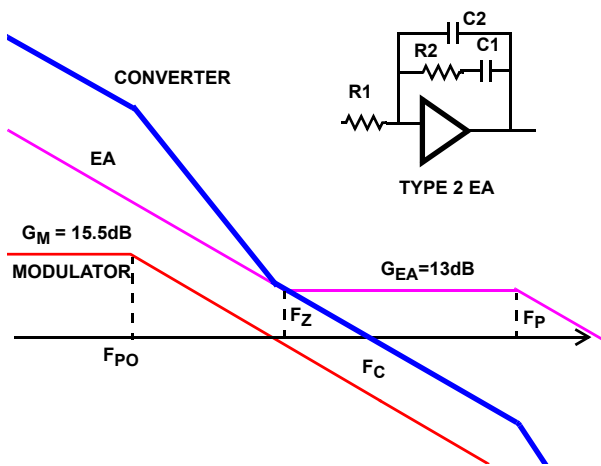 C2
C1
R2
R1
CONVERTER
EA
TYPE 2 EA
GM = 15.5dB
GEA=13dB
MODULATOR
FZ
FP
FPO
FC